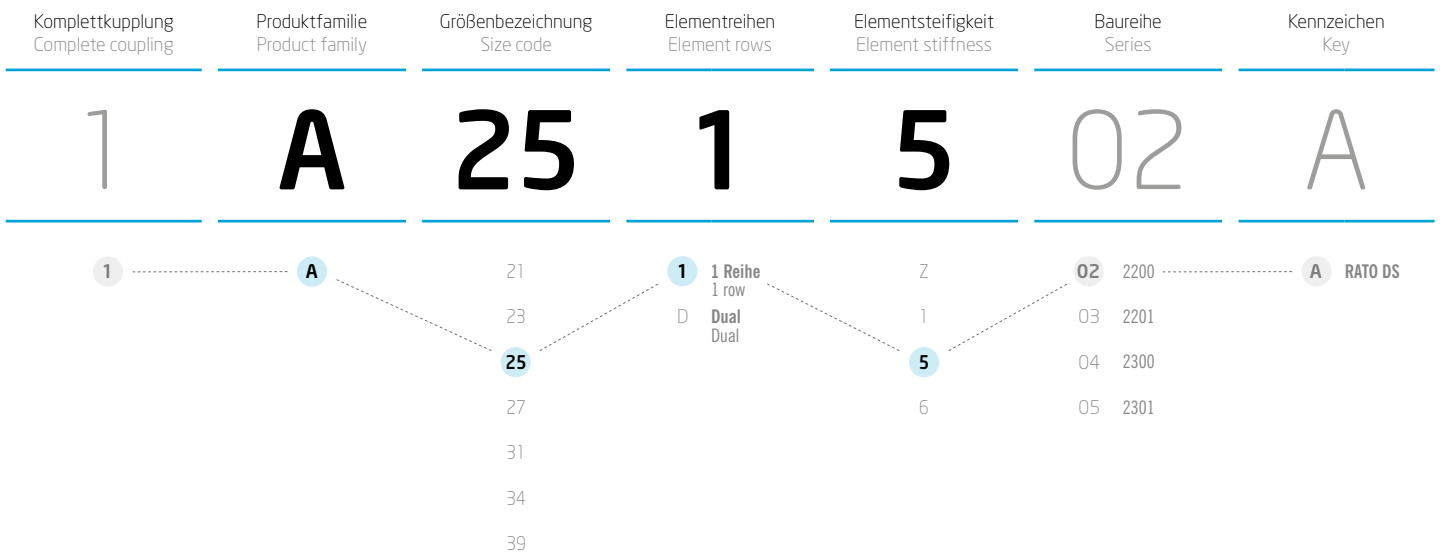 Komplettkupplung Produktfamilie Größenbezeichnung Elementreihen Elementsteifigkeit Baureihe Kennzeichen
Complete coupling Product family Size code Element rows Element stiffness Series Key
1 A 25 1 5 02 A
1 A 21 1 1 Reihe Z 02 2200 A RATO DS
1 row
23 D Dual 1 03 2201
Dual
25 5 04 2300
27 6 05 2301
31
34
39